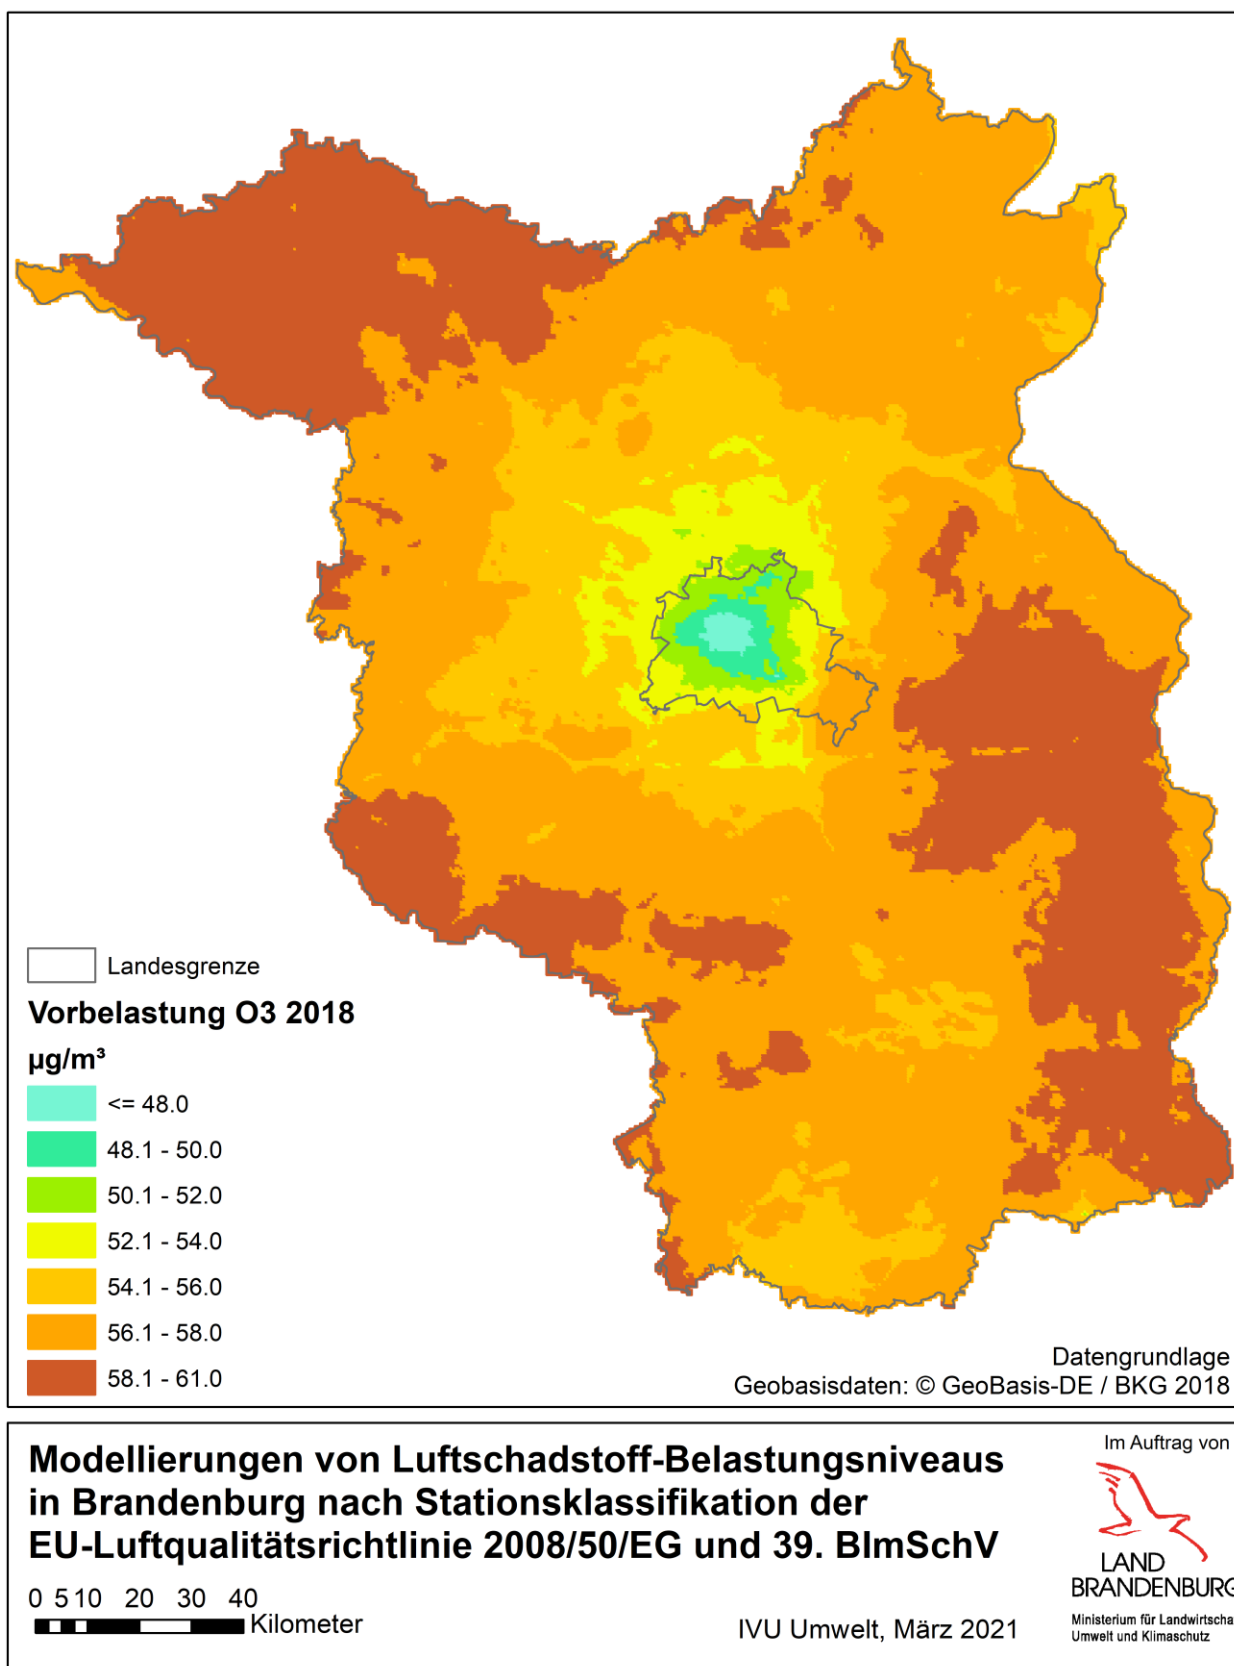 Landesgrenze
Vorbelastung O3 2018
µg/m³
<= 48.0
48.1 - 50.0
50.1 - 52.0
52.1 - 54.0
54.1 - 56.0
56.1 - 58.0
58.1 - 61.0
Datengrundlage
Geobasisdaten: © GeoBasis-DE / BKG 2018
Modellierungen von Luftschadstoff-Belastungsniveaus
in Brandenburg nach Stationsklassifikation der
EU-Luftqualitätsrichtlinie 2008/50/EG und 39. BImSchV
0 5 10 20 30 40
Kilometer
IVU Umwelt, März 2021
Im Auftrag von
LAND
BRANDENBURG
Ministerium für Landwirtscha
Umwelt und Klimaschutz